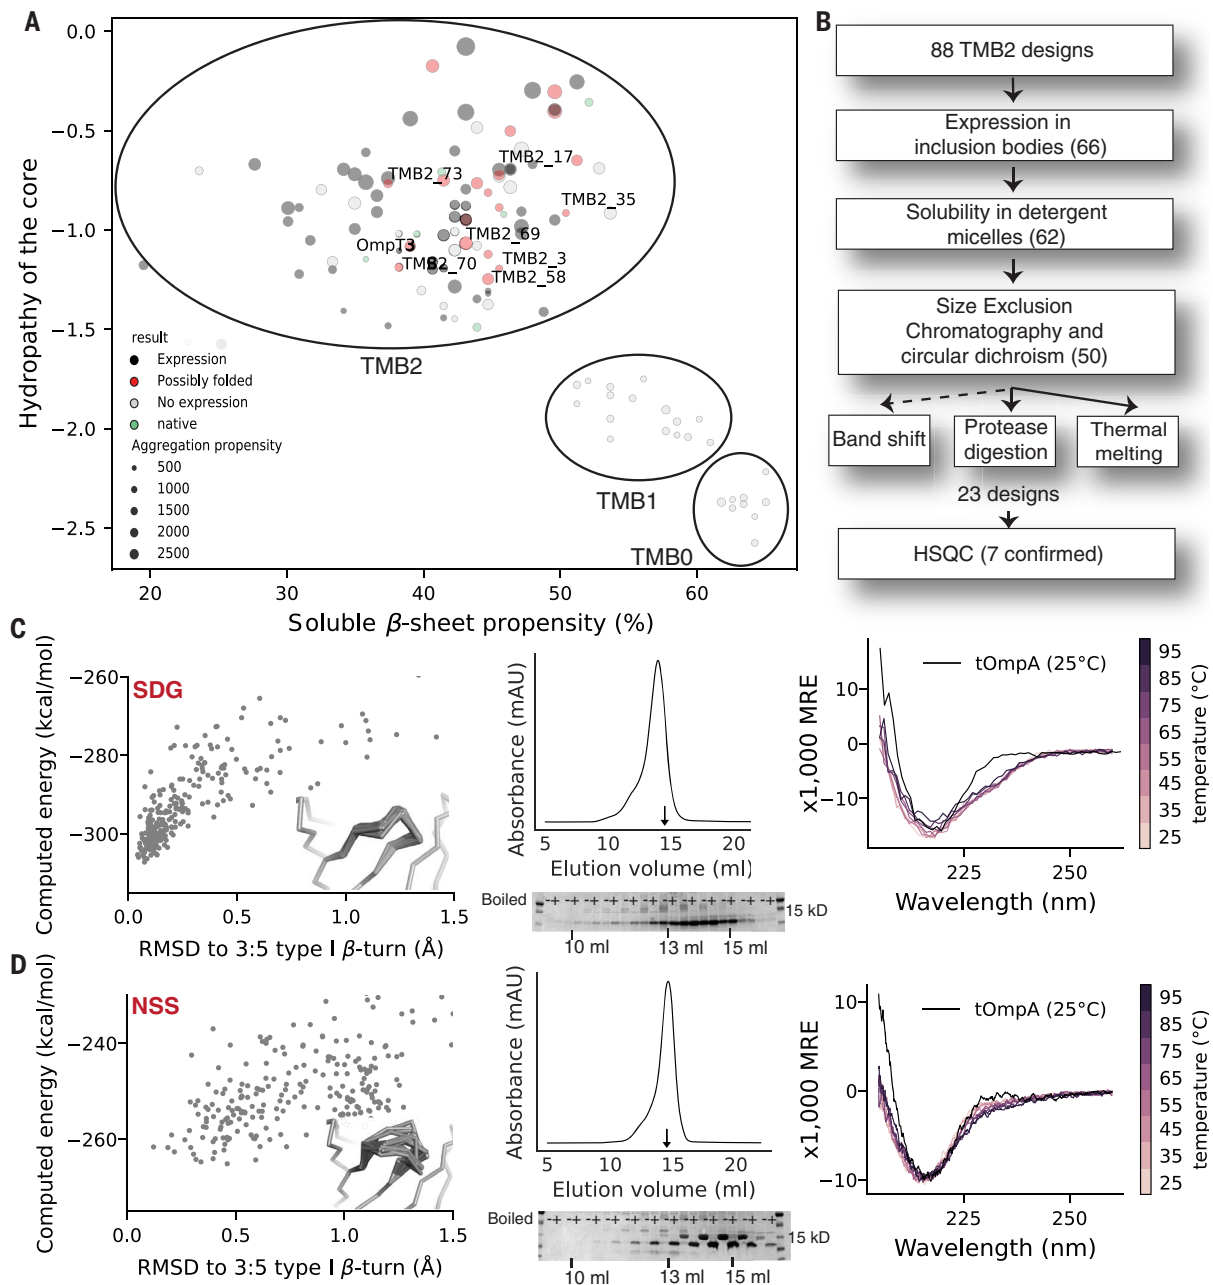 A
Hydropathy of the core
0.0
−0.5
−1.0
−1.5
−2.0
−2.5
TMB2_17
TMB2_73
TMB2_35
OmpT3
TMB2_69
TMB2_70
TMB2_3
TMB2_58
TMB2
TMB1
TMB0
result
Expression
Possibly folded
No expression
native
Aggregation propensity
500
1000
1500
2000
2500
20 30 40 50 60
Soluble β-sheet propensity (%)
B
88 TMB2 designs
Expression in
inclusion bodies (66)
Solubility in detergent
micelles (62)
Size Exclusion
Chromatography and
circular dichroism (50)
Band shift
Protease
digestion
Thermal
melting
23 designs
HSQC (7 confirmed)
C
Computed energy (kcal/mol)
−260
−280
−300
SDG
0.0 0.5 1.0 1.5
RMSD to 3:5 type I β-turn (Å)
Absorbance (mAU)
5 10 15 20
Elution volume (ml)
Boiled
-+ -+ -+ -+ -+ -+ -+ -+ -+ -+ -+ -+
15 kD
10 ml 13 ml 15 ml
x1,000 MRE
10
0
−10
tOmpA (25°C)
225 250
Wavelength (nm)
95
85
75
65
55
45
35
25
temperature (°C)
D
Computed energy (kcal/mol)
−240
−260
NSS
0.0 0.5 1.0 1.5
RMSD to 3:5 type I β-turn (Å)
Absorbance (mAU)
5 10 15 20
Elution volume (ml)
Boiled
-+ -+ -+ -+ -+ -+ -+ -+ -+ -+ -+ -+
15 kD
10 ml 13 ml 15 ml
x1,000 MRE
10
0
−10
tOmpA (25°C)
225 250
Wavelength (nm)
95
85
75
65
55
45
35
25
temperature (°C)